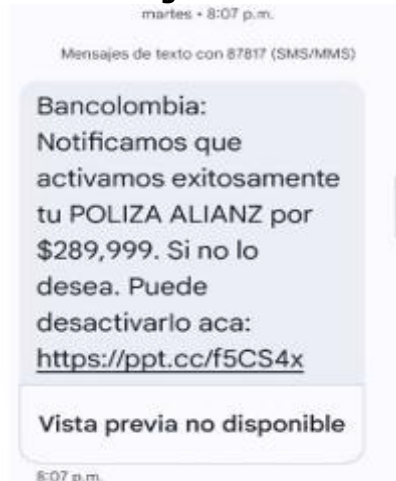 martes • 8:07 p.m.
Mensajes de texto con 87817 (SMS/MMS)
Bancolombia:
Notificamos que
activamos exitosamente
tu POLIZA ALIANZ por
$289,999. Si no lo
desea. Puede
desactivarlo aca:
https://ppt.cc/f5CS4x
Vista previa no disponible
8:07 p.m.